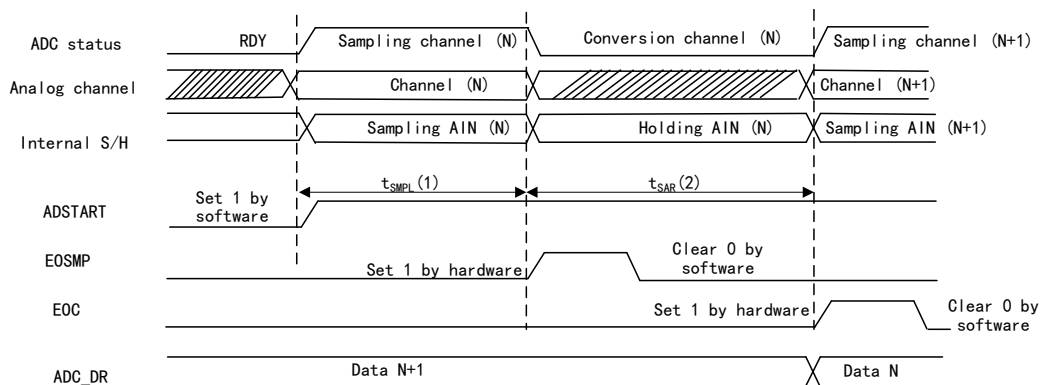 ADC status
RDY
Sampling channel (N)
Conversion channel (N)
Sampling channel (N+1)
Analog channel
Channel (N)
Channel (N+1)
Internal S/H
Sampling AIN (N)
Holding AIN (N)
Sampling AIN (N+1)
tSMPL(1)
tSAR(2)
ADSTART
Set 1 by
software
EOSMP
Set 1 by hardware
Clear 0 by
software
EOC
Set 1 by hardware
Clear 0 by
software
ADC_DR
Data N+1
Data N